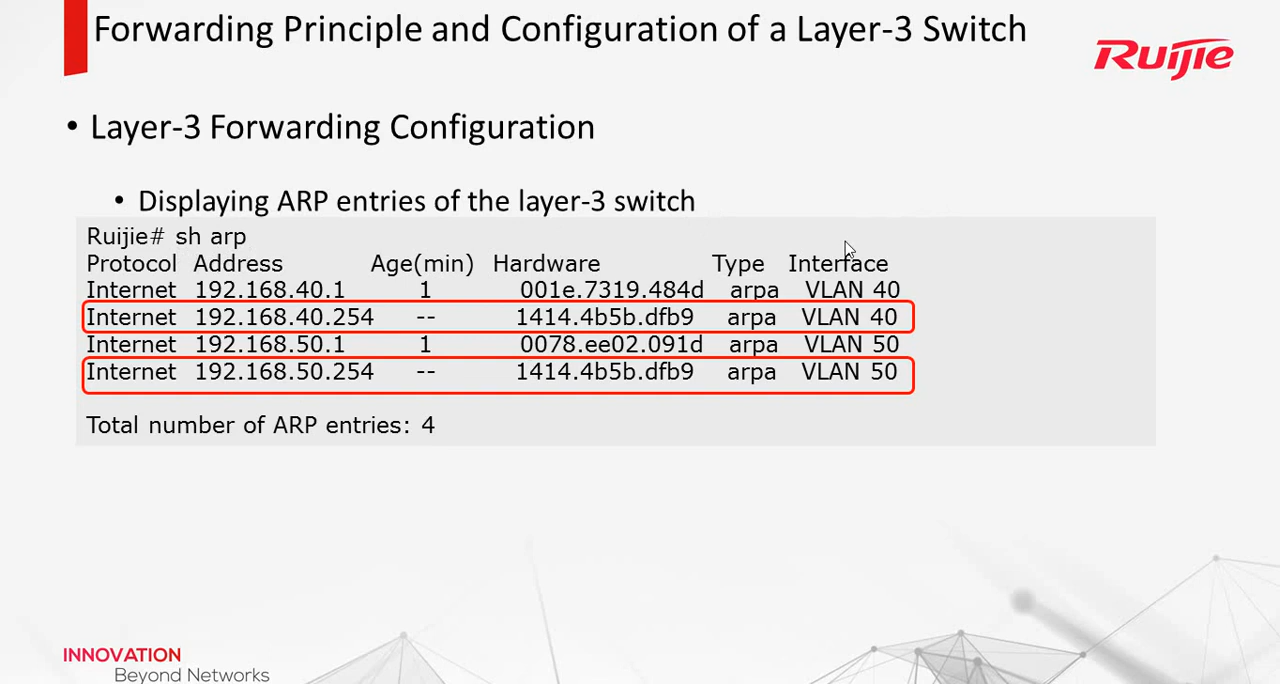 Forwarding Principle and Configuration of a Layer-3 Switch
Ruijie
• Layer-3 Forwarding Configuration
• Displaying ARP entries of the layer-3 switch
Ruijie# sh arp
Protocol Address Age(min) Hardware Type Interface
Internet 192.168.40.1 1 001e.7319.484d arpa VLAN 40
Internet 192.168.40.254 -- 1414.4b5b.dfb9 arpa VLAN 40
Internet 192.168.50.1 1 0078.ee02.091d arpa VLAN 50
Internet 192.168.50.254 -- 1414.4b5b.dfb9 arpa VLAN 50
Total number of ARP entries: 4
INNOVATION
Beyond Networks